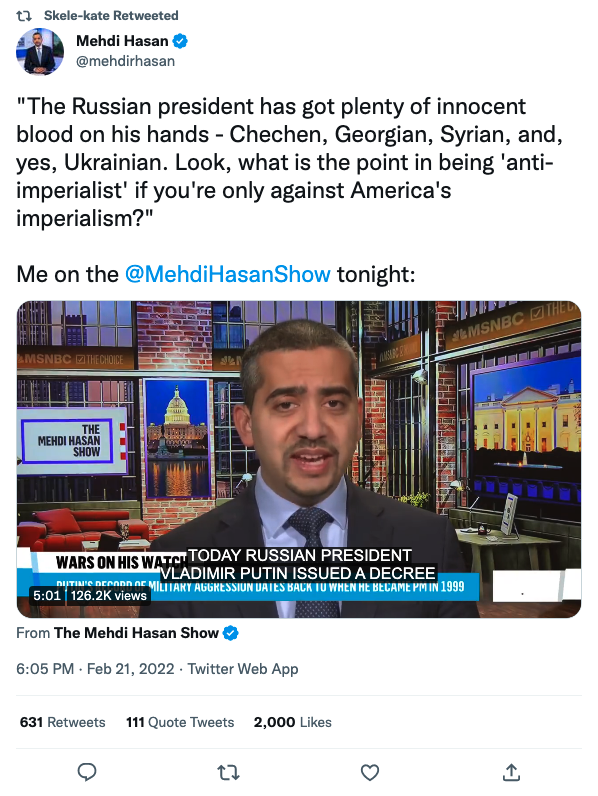 Skele-kate Retweeted
Mehdi Hasan
@mehdirhasan
"The Russian president has got plenty of innocent
blood on his hands - Chechen, Georgian, Syrian, and,
yes, Ukrainian. Look, what is the point in being 'anti-
imperialist' if you're only against America's
imperialism?"
Me on the @MehdiHasanShow tonight:
MSNBC THE CHOICE
MSNBC THE C
THE
MEHDI HASAN
SHOW
WARS ON HIS WATCH
TODAY RUSSIAN PRESIDENT
VLADIMIR PUTIN ISSUED A DECREE
PUTIN'S RECORD OF MILITARY AGGRESSION DATES BACK TO WHEN HE BECAME PM IN 1999
5:01 126.2K views
From The Mehdi Hasan Show
6:05 PM · Feb 21, 2022 · Twitter Web App
631 Retweets 111 Quote Tweets 2,000 Likes